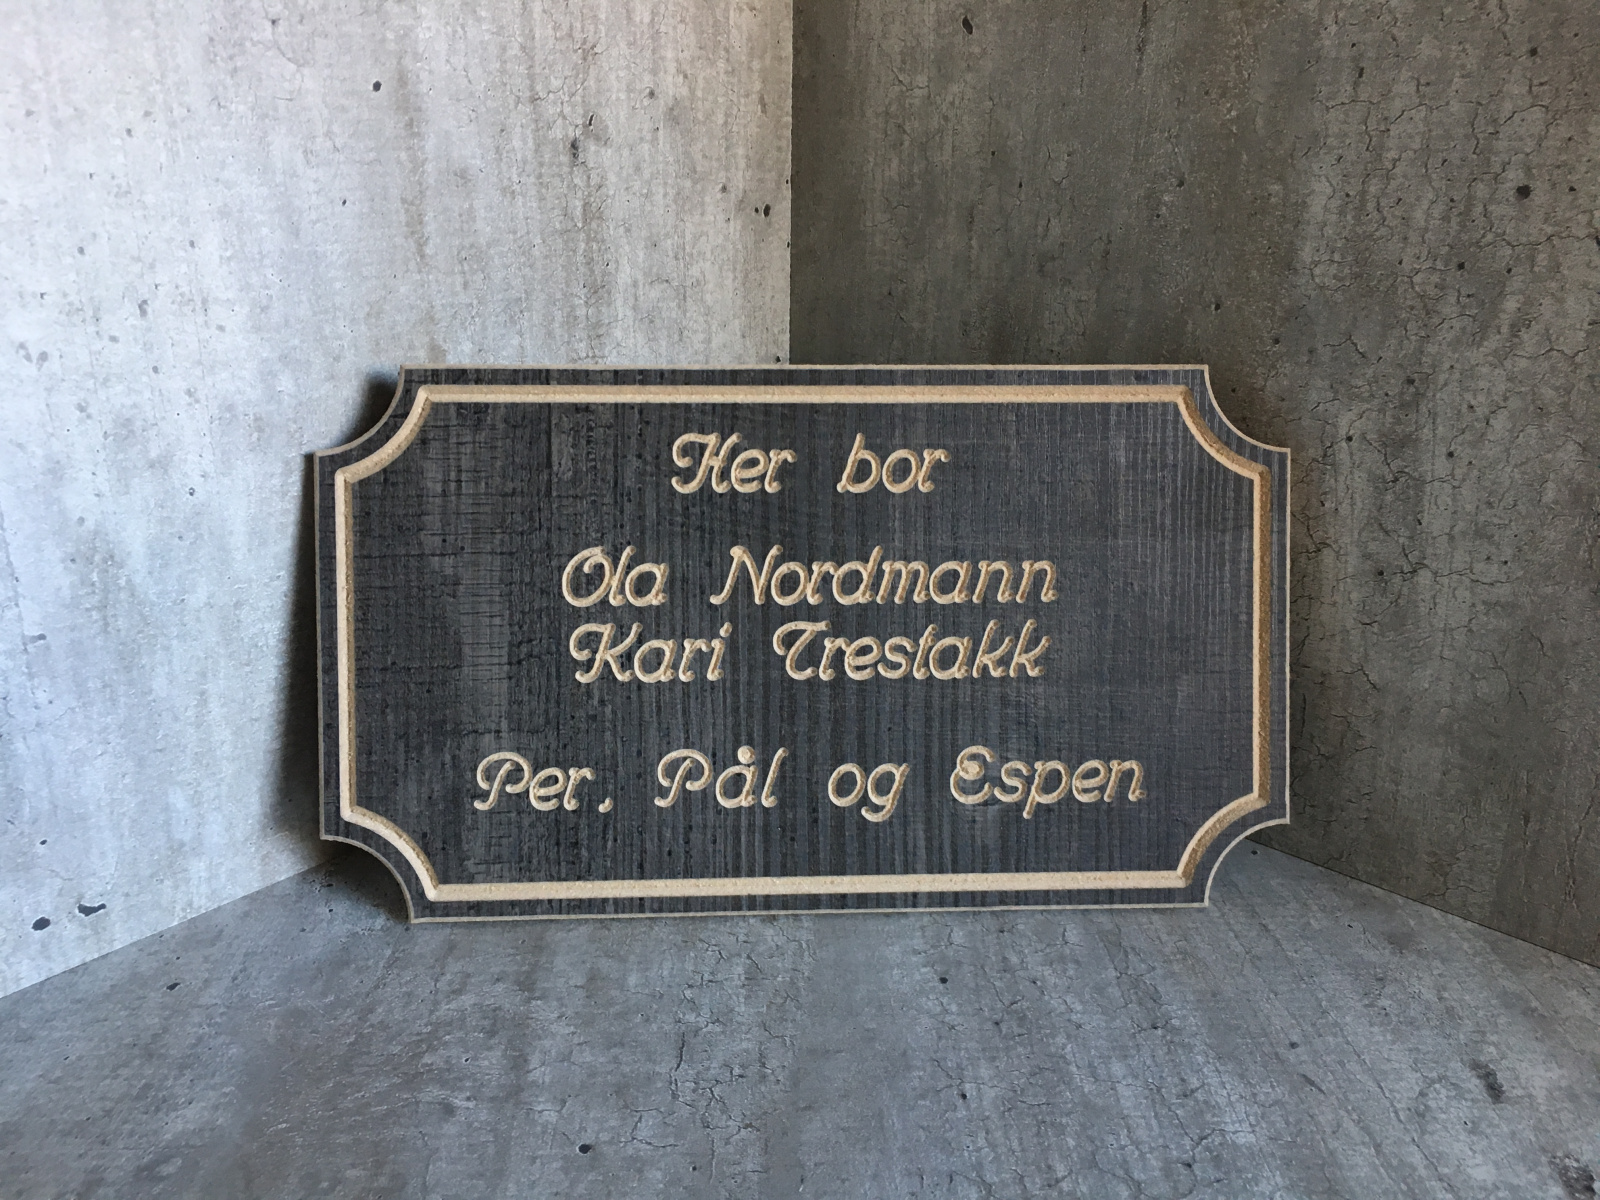 Her bor
Ola Nordmann
Kari Trestakk
Per, Pål og Espen